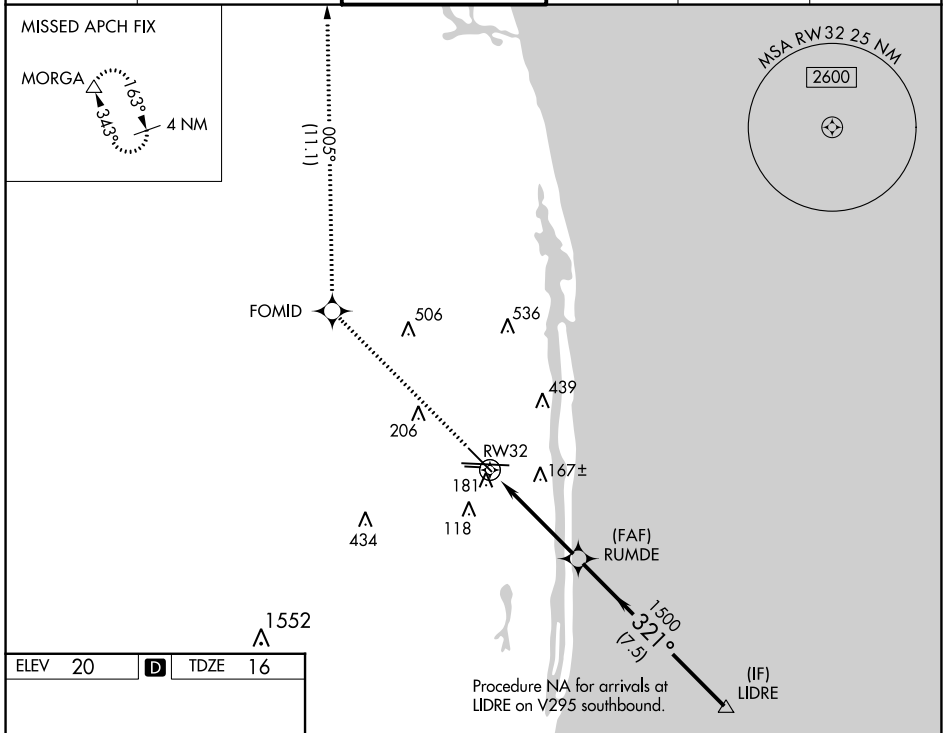 MISSED APCH FIX
MORGA
163°
343°
4 NM
005°
(11.1)
MSA RW32 25 NM
2600
FOMID
506
536
439
206
RW32
181
167±
118
434
(FAF)
RUMDE
1500
321°
(7.5)
1552
(IF)
LIDRE
Procedure NA for arrivals at
LIDRE on V295 southbound.
ELEV 20 D TDZE 16